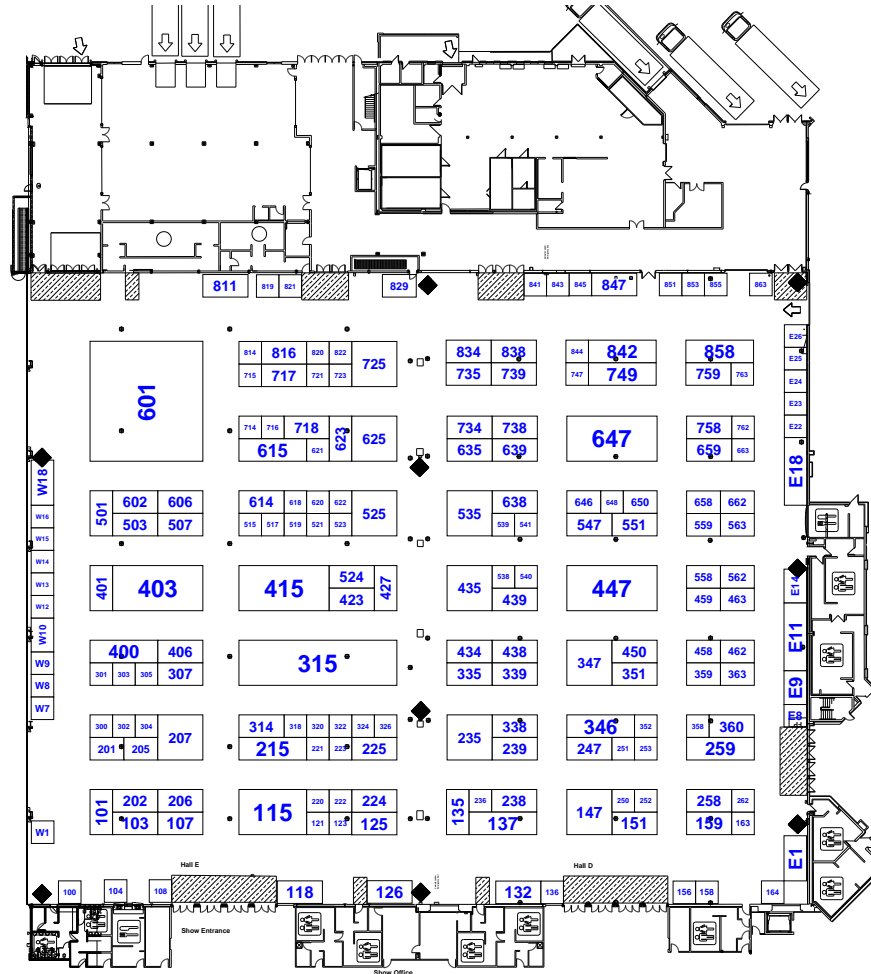 811 819 821 829 841 843 845 847 851 853 855 863
E26
814 816 820 822 725 834 838 844 842 858 E25
715 717 721 723 735 739 747 749 759 763 E24
601
E23
714 716 718 623 625 734 738 647 758 762 E22
615 621 635 639 659 663
W18 E18
501 602 606 614 618 620 622 525 535 638 646 648 650 658 662
W16
503 507 515 517 519 521 523 539 541 547 551 559 563
W15
W14
401 403 415 524 427 435 538 540 447 558 562 E14
W13
423 439 459 463
W12
W10 E11
400 406 315 434 438 347 450 458 462
W9
301 303 305 307 335 339 351 359 363
W8 E9
W7 E8
300 302 304 207 314 318 320 322 324 326 235 338 346 352 358 360
201 205 215 221 223 225 239 247 251 253 259
101 202 206 115 220 222 224 135 236 238 147 250 252 258 262
103 107 121 123 125 137 151 159 163
W1
E1
Hall E Hall D
100 104 108 118 126 132 136 156 158 164
Show Entrance
Show Office